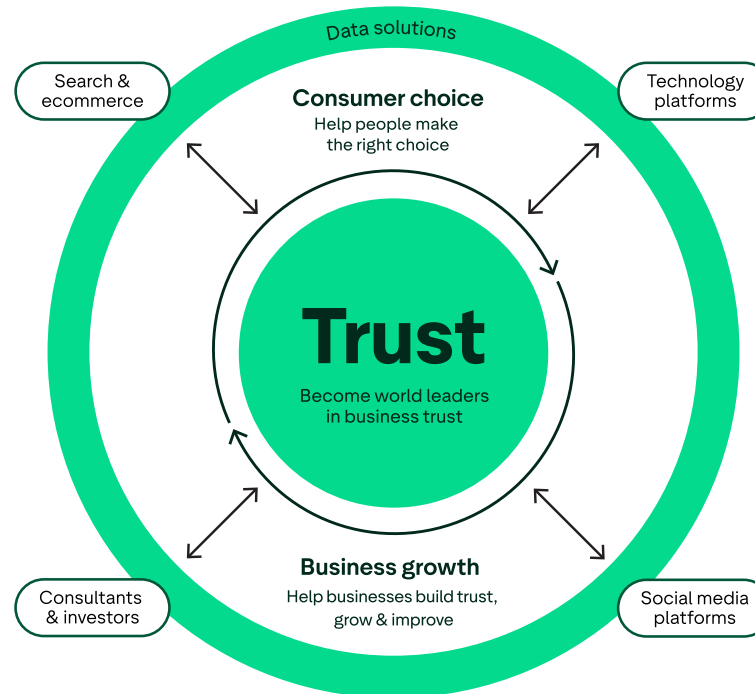 Data solutions
Search &
ecommerce
Technology
platforms
Consumer choice
Help people make
the right choice
Trust
Become world leaders
in business trust
Business growth
Help businesses build trust,
grow & improve
Consultants
& investors
Social media
platforms